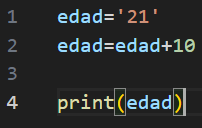 1 edad='21'
2 edad=edad+10
3
4 print(edad)